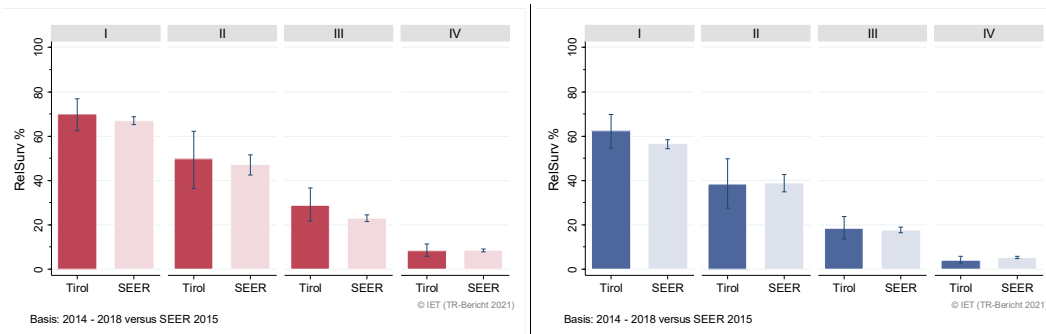 I II III IV
RelSurv %
100
80
60
40
20
0
Tirol SEER Tirol SEER Tirol SEER Tirol SEER
© IET (TR-Bericht 2021)
Basis: 2014 - 2018 versus SEER 2015
I II III IV
RelSurv %
100
80
60
40
20
0
Tirol SEER Tirol SEER Tirol SEER Tirol SEER
© IET (TR-Bericht 2021
Basis: 2014 - 2018 versus SEER 2015